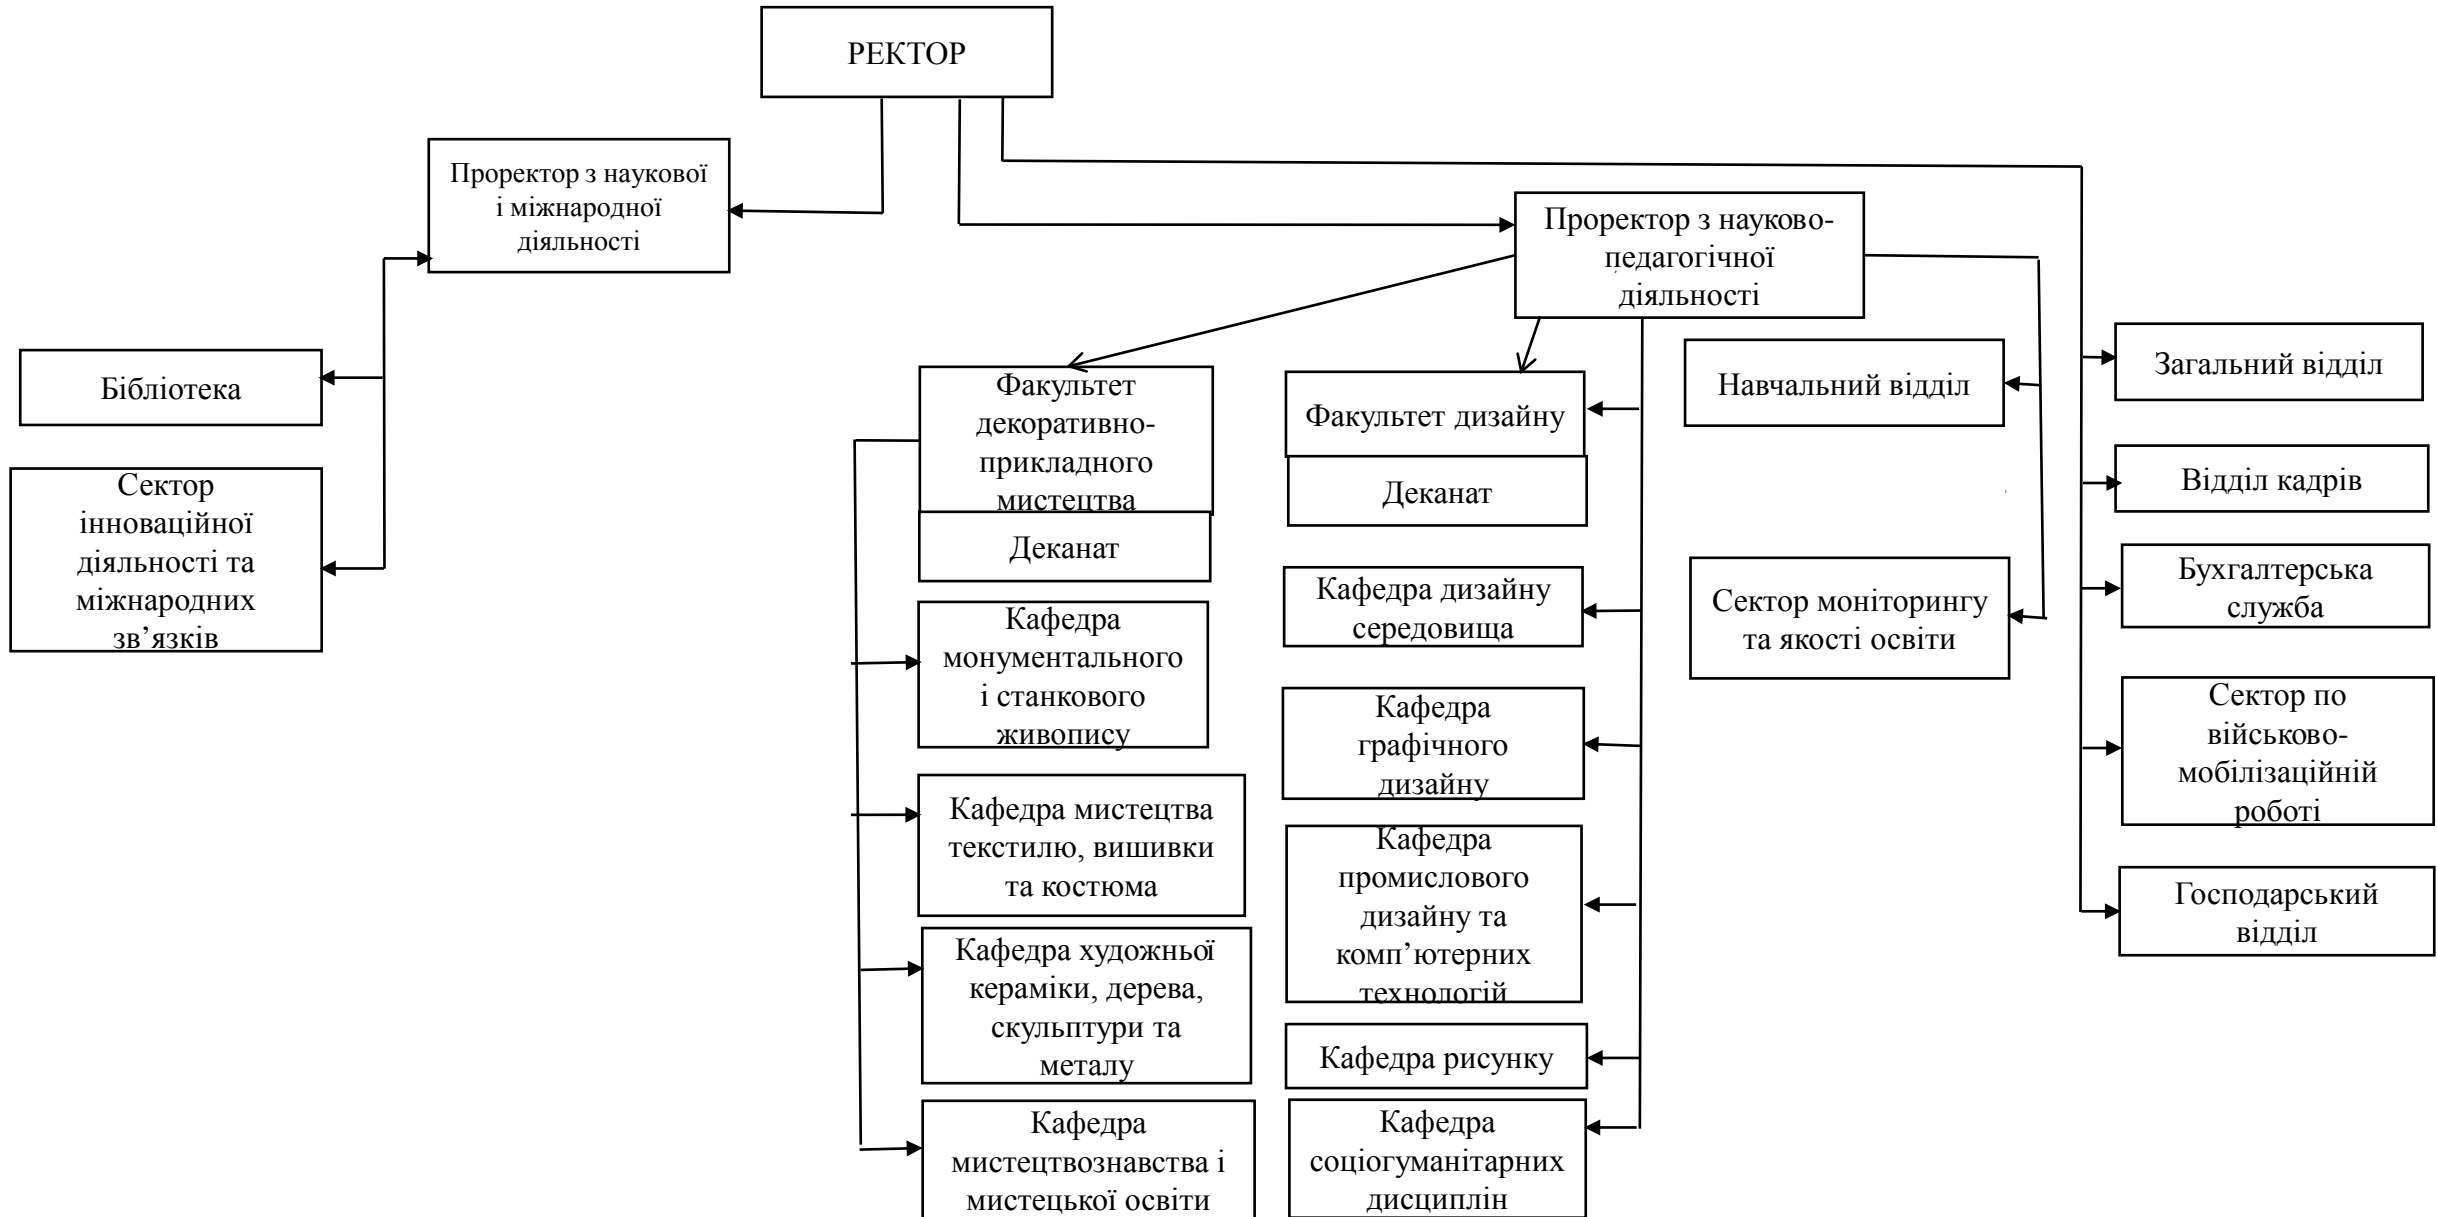 РЕКТОР
Проректор з наукової
і міжнародної
діяльності
Проректор з науково-
педагогічної
діяльності
Бібліотека
Сектор
інноваційної
діяльності та
міжнародних
зв’язків
Факультет
декоративно-
прикладного
мистецтва
Деканат
Кафедра
монументального
і станкового
живопису
Кафедра мистецтва
текстилю, вишивки
та костюма
Кафедра художньої
кераміки, дерева,
скульптури та
металу
Кафедра
мистецтвознавства і
мистецької освіти
Факультет дизайну
Деканат
Кафедра дизайну
середовища
Кафедра
графічного
дизайну
Кафедра
промислового
дизайну та
комп’ютерних
технологій
Кафедра рисунку
Кафедра
соціогуманітарних
дисциплін
Навчальний відділ
Сектор моніторингу
та якості освіти
Загальний відділ
Відділ кадрів
Бухгалтерська
служба
Сектор по
військово-
мобілізаційній
роботі
Господарський
відділ